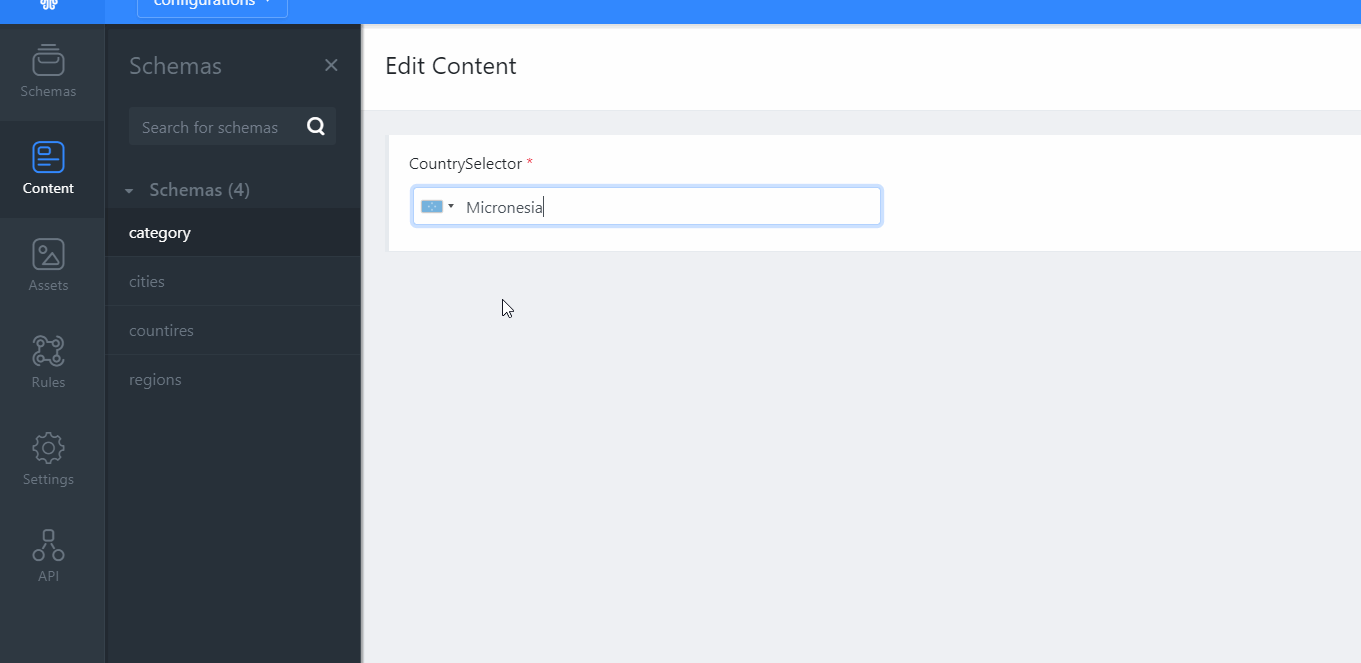 configurations
Schemas
Content
Assets
Rules
Settings
API
Schemas
Search for schemas
Schemas (4)
category
cities
countires
regions
Edit Content
CountrySelector *
Micronesia